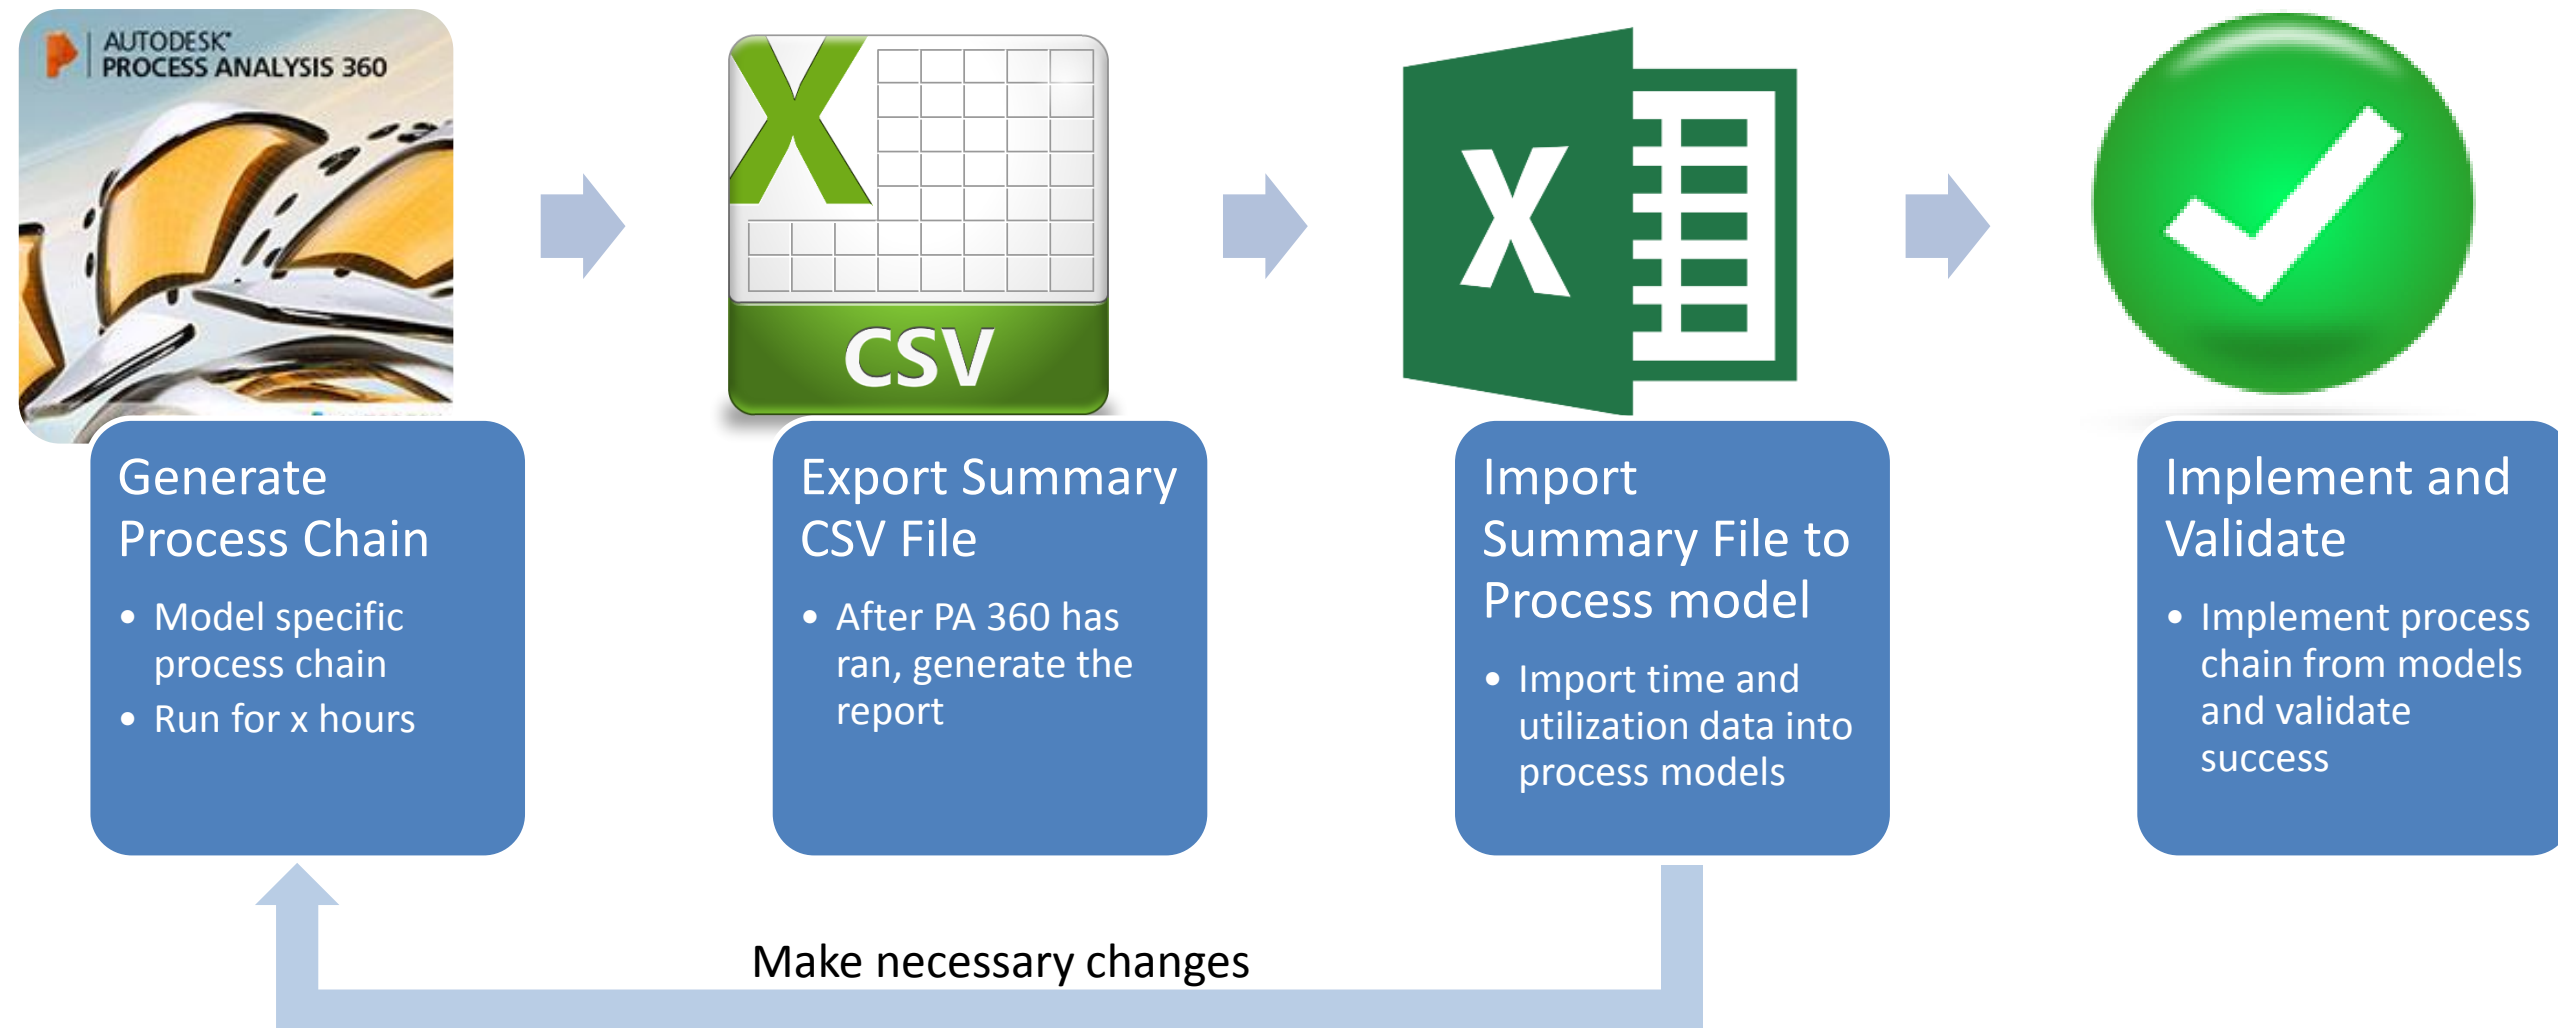 AUTODESK®
PROCESS ANALYSIS 360
X
CSV
X
Generate
Process Chain
• Model specific
process chain
• Run for x hours
Export Summary
CSV File
• After PA 360 has
ran, generate the
report
Import
Summary File to
Process model
• Import time and
utilization data into
process models
Implement and
Validate
• Implement process
chain from models
and validate
success
Make necessary changes